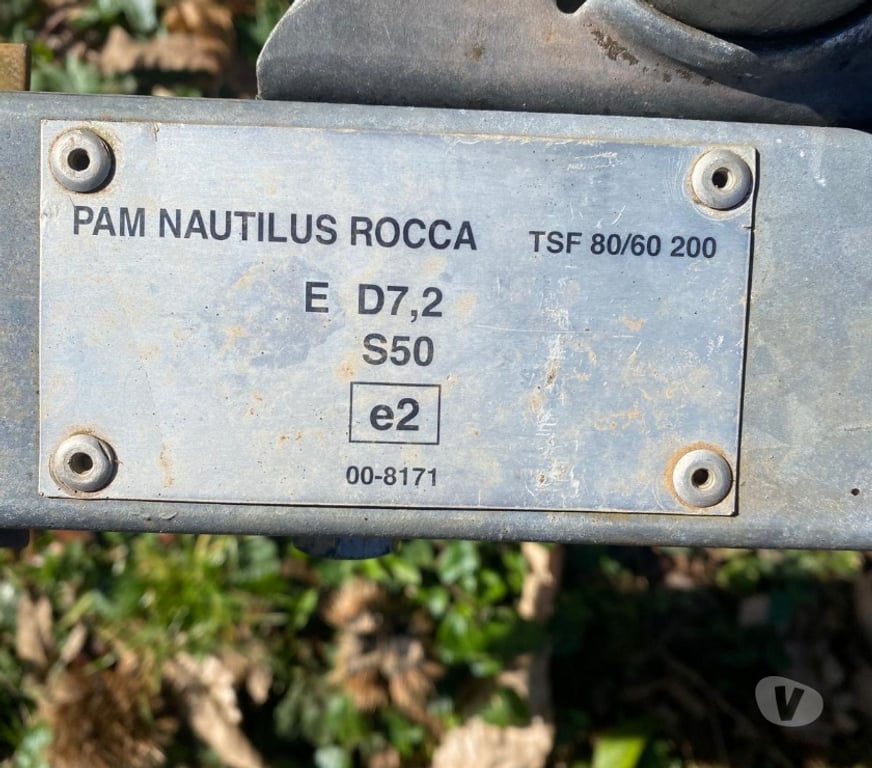 PAM NAUTILUS ROCCA TSF 80/60 200
E D7,2
S50
e2
00-8171
V